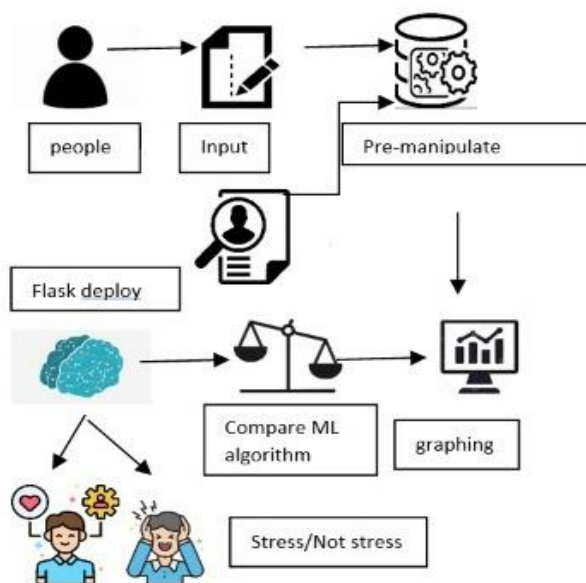 people
Input
Pre-manipulate
Flask deploy
Compare ML
algorithm
graphing
Stress/Not stress